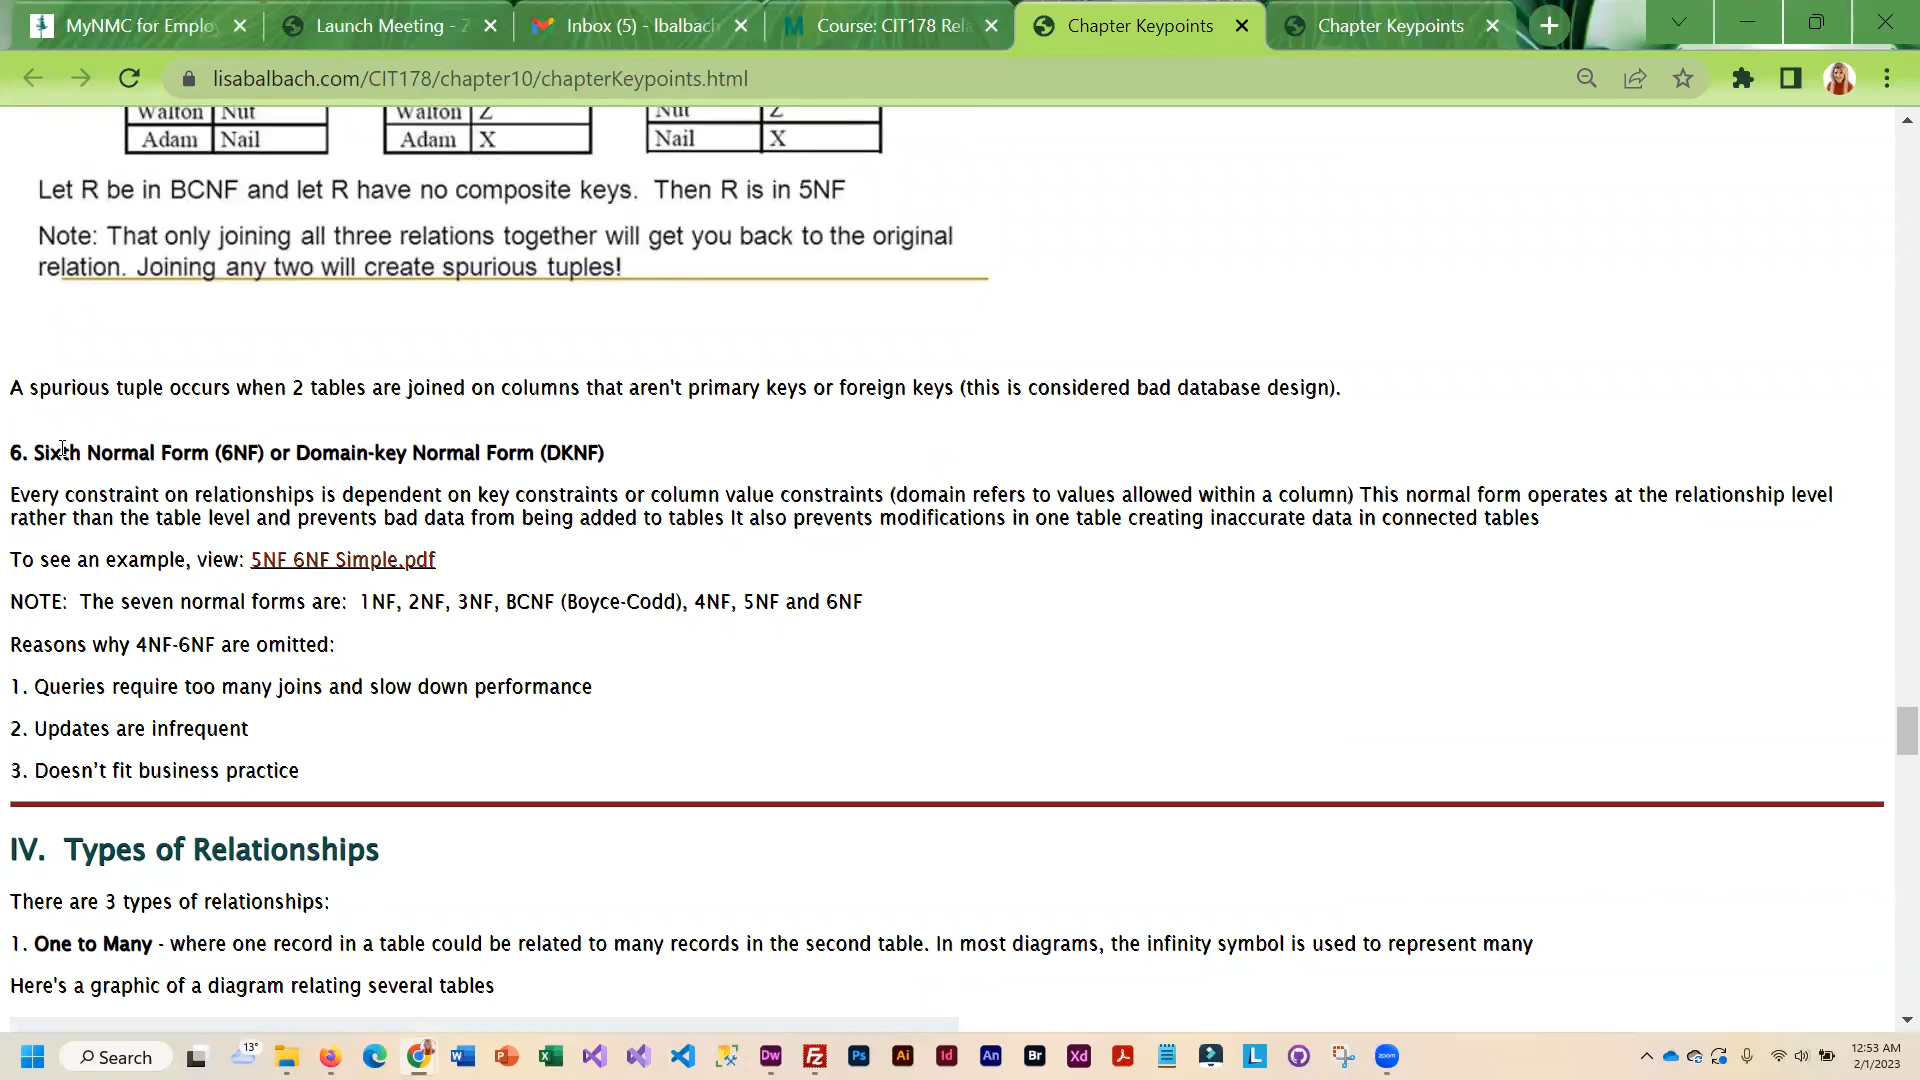 MyNMC for Emplo
Launch Meeting - Z
Inbox (5) - lbalbach
Course: CIT178 Rela
Chapter Keypoints
Chapter Keypoints
lisabalbach.com/CIT178/chapter10/chapterKeypoints.html
Walton Nut Walton Z Nut Z
Adam Nail Adam X Nail X
Let R be in BCNF and let R have no composite keys. Then R is in 5NF
Note: That only joining all three relations together will get you back to the original
relation. Joining any two will create spurious tuples!
A spurious tuple occurs when 2 tables are joined on columns that aren't primary keys or foreign keys (this is considered bad database design).
6. Sixth Normal Form (6NF) or Domain-key Normal Form (DKNF)
Every constraint on relationships is dependent on key constraints or column value constraints (domain refers to values allowed within a column) This normal form operates at the relationship level
rather than the table level and prevents bad data from being added to tables It also prevents modifications in one table creating inaccurate data in connected tables
To see an example, view: 5NF 6NF Simple.pdf
NOTE: The seven normal forms are: 1NF, 2NF, 3NF, BCNF (Boyce-Codd), 4NF, 5NF and 6NF
Reasons why 4NF-6NF are omitted:
1. Queries require too many joins and slow down performance
2. Updates are infrequent
3. Doesn’t fit business practice
IV. Types of Relationships
There are 3 types of relationships:
1. One to Many - where one record in a table could be related to many records in the second table. In most diagrams, the infinity symbol is used to represent many
Here's a graphic of a diagram relating several tables
Search
13°
Dw
Fz
Ps
Ai
Id
An
Br
Xd
L
zoom
12:53 AM
2/1/2023